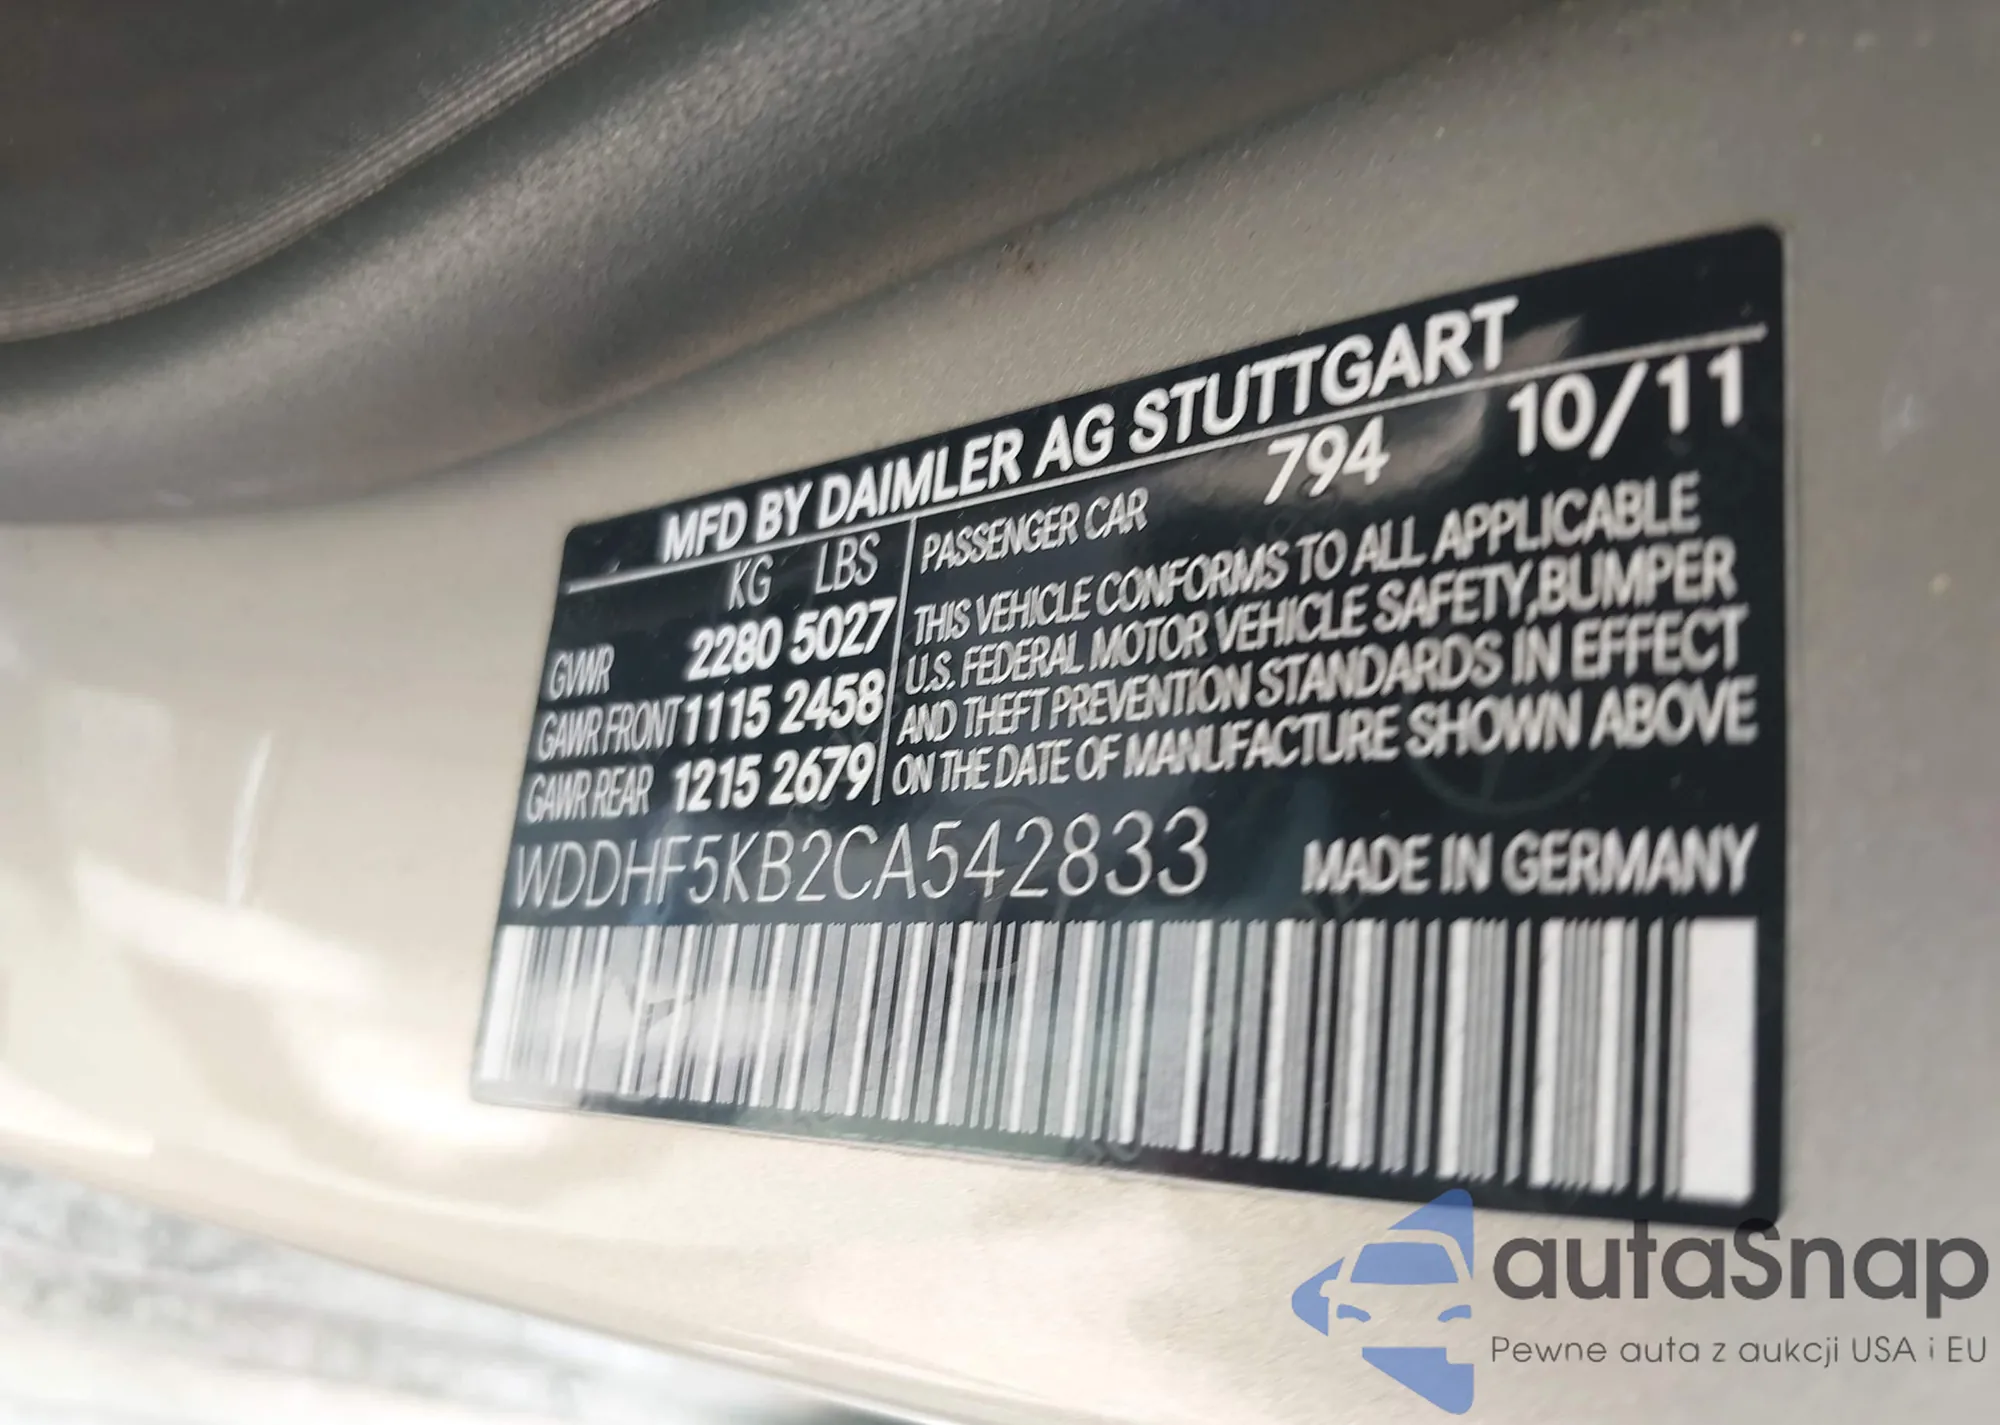 MFD BY DAIMLER AG STUTTGART
KG LBS
GVWR 2280 5027
GAWR FRONT 1115 2458
GAWR REAR 1215 2679
PASSENGER CAR 794 10/11
THIS VEHICLE CONFORMS TO ALL APPLICABLE
U.S. FEDERAL MOTOR VEHICLE SAFETY,BUMPER
AND THEFT PREVENTION STANDARDS IN EFFECT
ON THE DATE OF MANUFACTURE SHOWN ABOVE
WDDHF5KB2CA542833 MADE IN GERMANY
autaSnap
Pewne auta z aukcji USA i EU